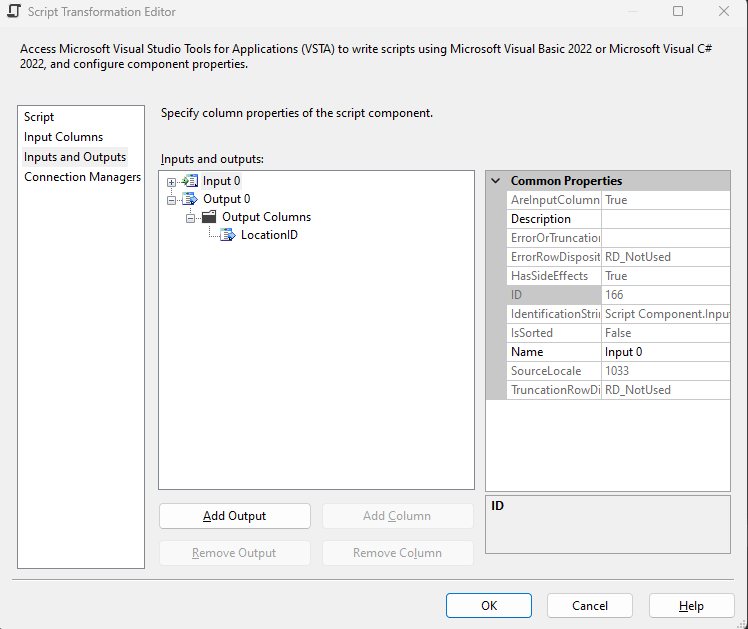 Script Transformation Editor
Access Microsoft Visual Studio Tools for Applications (VSTA) to write scripts using Microsoft Visual Basic 2022 or Microsoft Visual C#
2022, and configure component properties.
Script
Input Columns
Inputs and Outputs
Connection Managers
Specify column properties of the script component.
Inputs and outputs:
Input 0
Output 0
Output Columns
LocationID
Add Output
Add Column
Remove Output
Remove Column
Common Properties
AreInputColumn True
Description
ErrorOrTruncation
ErrorRowDisposit RD_NotUsed
HasSideEffects True
ID 166
IdentificationStri Script Component.Inpu
IsSorted False
Name Input 0
SourceLocale 1033
TruncationRowDi RD_NotUsed
ID
OK
Cancel
Help